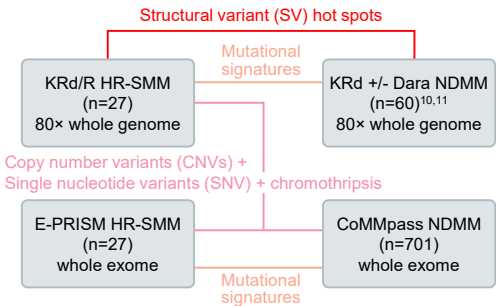 Structural variant (SV) hot spots
KRd/R HR-SMM
(n=27)
80× whole genome
Mutational
signatures
KRd +/- Dara NDMM
(n=60)10,11
80× whole genome
Copy number variants (CNVs) +
Single nucleotide variants (SNV) + chromothripsis
E-PRISM HR-SMM
(n=27)
whole exome
CoMMpass NDMM
(n=701)
whole exome
Mutational
signatures